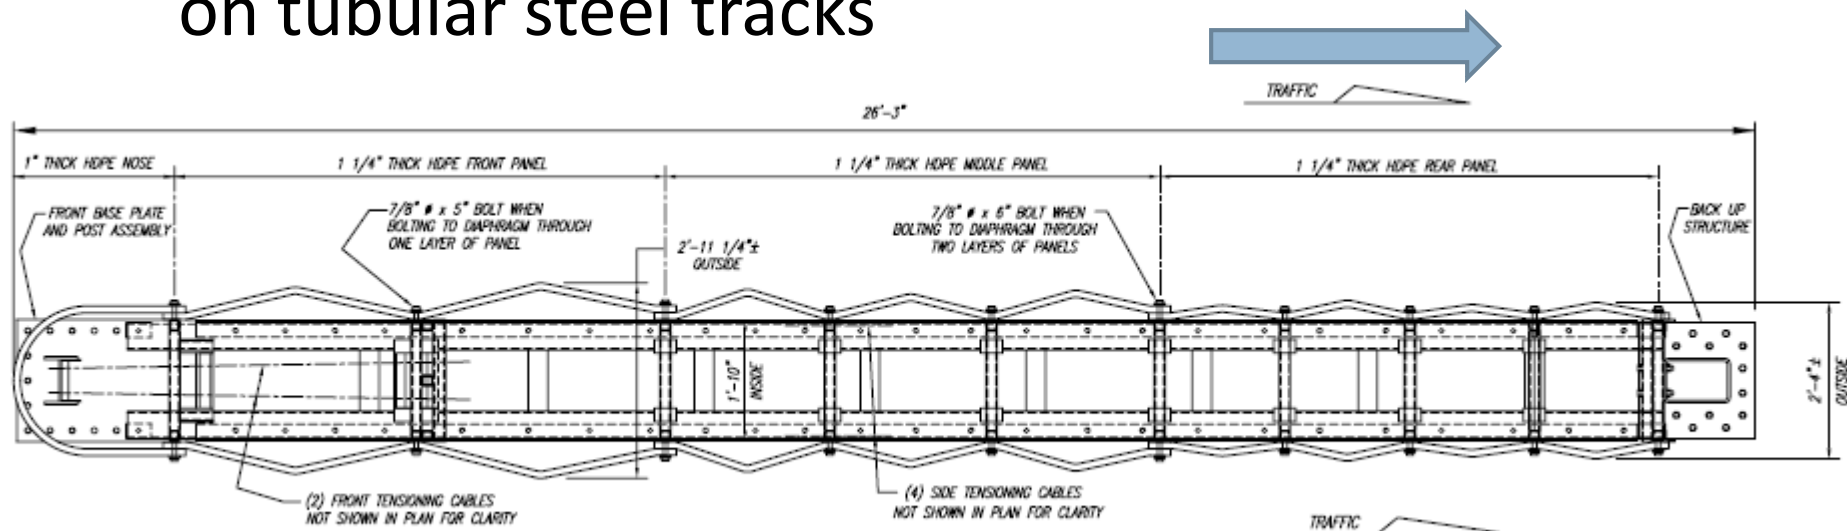 on tubular steel tracks
TRAFFIC
26'-3"
1" THICK HDPE NOSE
1 1/4" THICK HDPE FRONT PANEL
1 1/4" THICK HDPE MIDDLE PANEL
1 1/4" THICK HDPE REAR PANEL
FRONT BASE PLATE
AND POST ASSEMBLY
7/8" ø x 5" BOLT WHEN
BOLTING TO DIAPHRAGM THROUGH
ONE LAYER OF PANEL
2'-11 1/4"±
OUTSIDE
7/8" ø x 6" BOLT WHEN
BOLTING TO DIAPHRAGM THROUGH
TWO LAYERS OF PANELS
BACK UP
STRUCTURE
1'-10"
INSIDE
2'-4"±
OUTSIDE
(2) FRONT TENSIONING CABLES
NOT SHOWN IN PLAN FOR CLARITY
(4) SIDE TENSIONING CABLES
NOT SHOWN IN PLAN FOR CLARITY
TRAFFIC